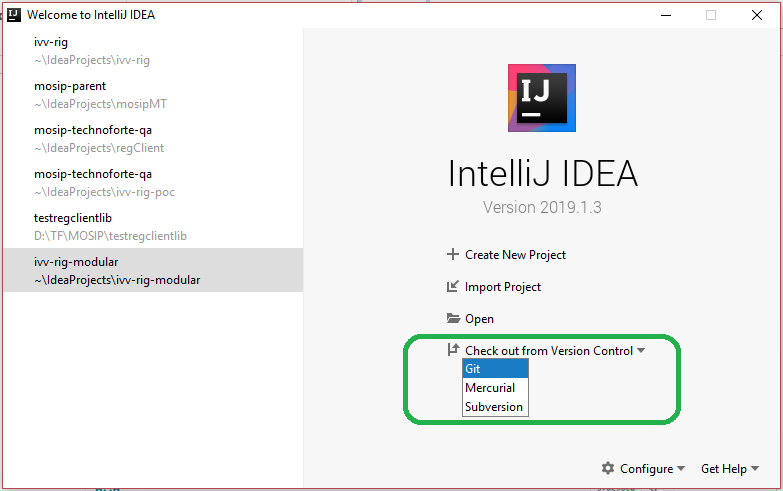 Welcome to IntelliJ IDEA
ivv-rig
~\IdeaProjects\ivv-rig
mosip-parent
~\IdeaProjects\mosipMT
mosip-technoforte-qa
~\IdeaProjects\regClient
mosip-technoforte-qa
~\IdeaProjects\ivv-rig-poc
testregclientlib
D:\TF\MOSIP\testregclientlib
ivv-rig-modular
~\IdeaProjects\ivv-rig-modular
IJ
IntelliJ IDEA
Version 2019.1.3
Create New Project
Import Project
Open
Check out from Version Control
Git
Mercurial
Subversion
Configure
Get Help